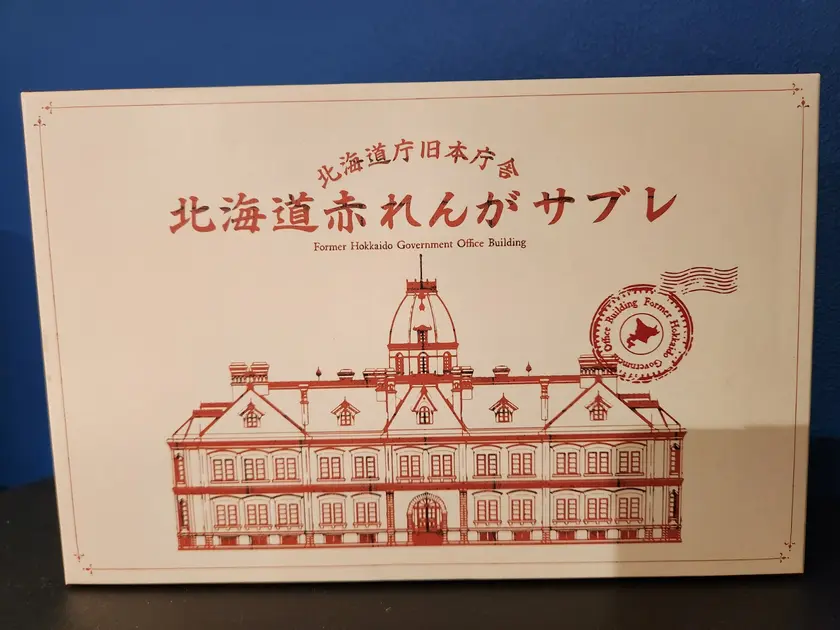 北海道庁旧本庁舎
北海道赤れんがサブレ
Former Hokkaido Government Office Building
Former Hokkaido Government Office Building